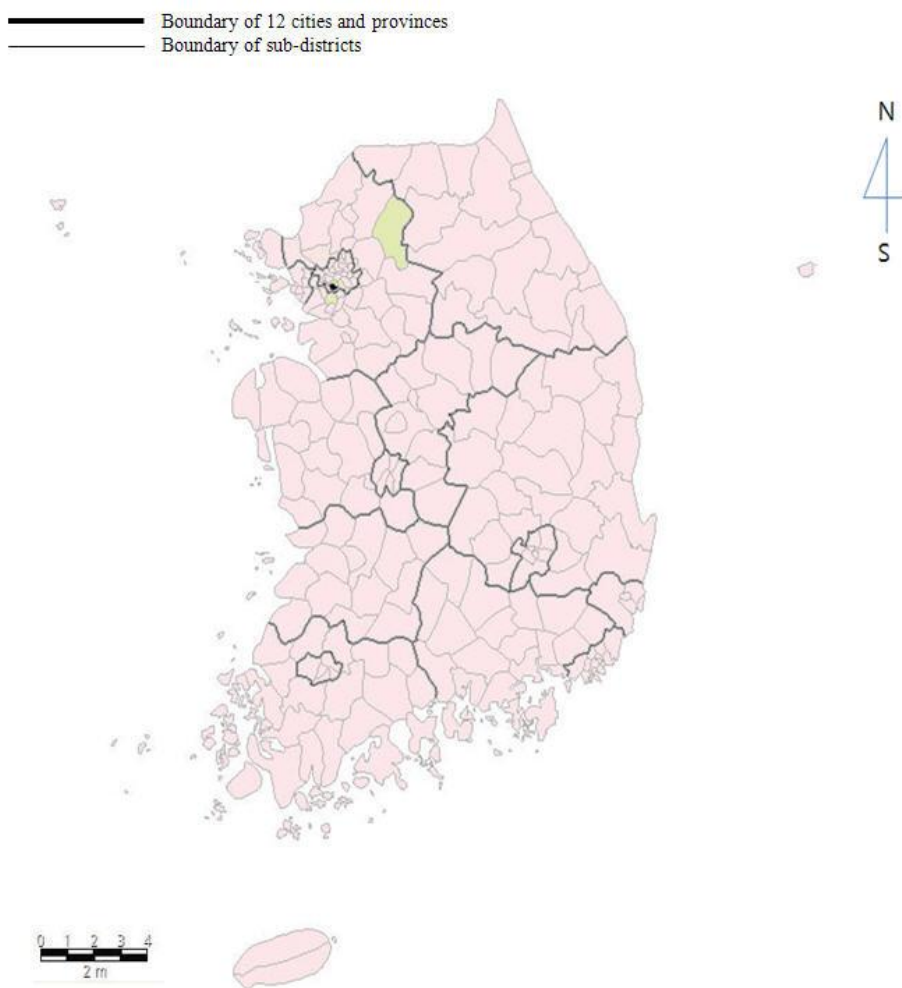 Boundary of 12 cities and provinces
Boundary of sub-districts
N
S
0 1 2 3 4
2 m